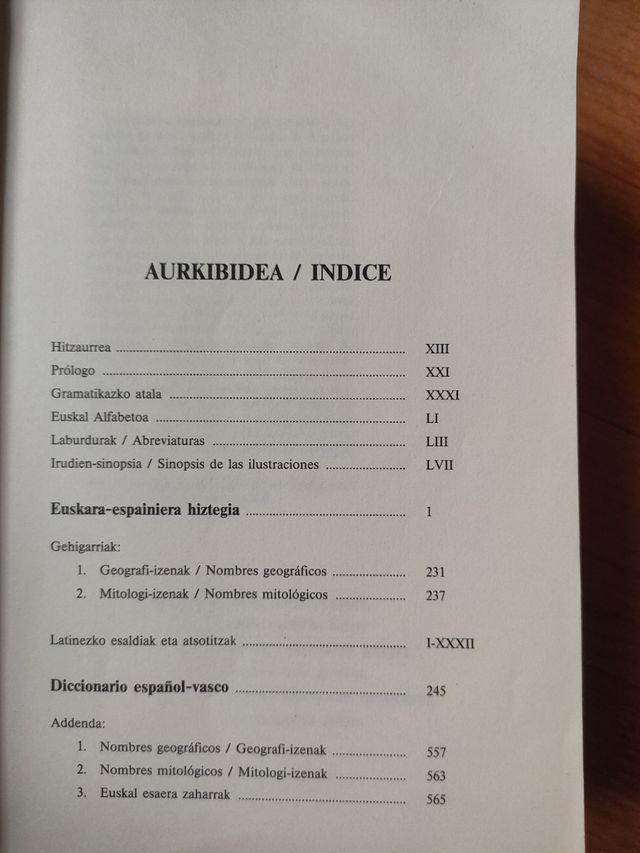 AURKIBIDEA / INDICE
Hitzaurrea ........ XIII
Prólogo ........ XXI
Gramatikazko atala ........ XXXI
Euskal Alfabetoa ........ LI
Laburdurak / Abreviaturas ........ LIII
Irudien-sinopsia / Sinopsis de las ilustraciones ........ LVII
Euskara-espainiera hiztegia ........ 1
Gehigarriak:
1. Geografi-izenak / Nombres geográficos ........ 231
2. Mitologi-izenak / Nombres mitológicos ........ 237
Latinezko esaldiak eta atsotitzak ........ I-XXXII
Diccionario español-vasco ........ 245
Addenda:
1. Nombres geográficos / Geografi-izenak ........ 557
2. Nombres mitológicos / Mitologi-izenak ........ 563
3. Euskal esaera zaharrak ........ 565